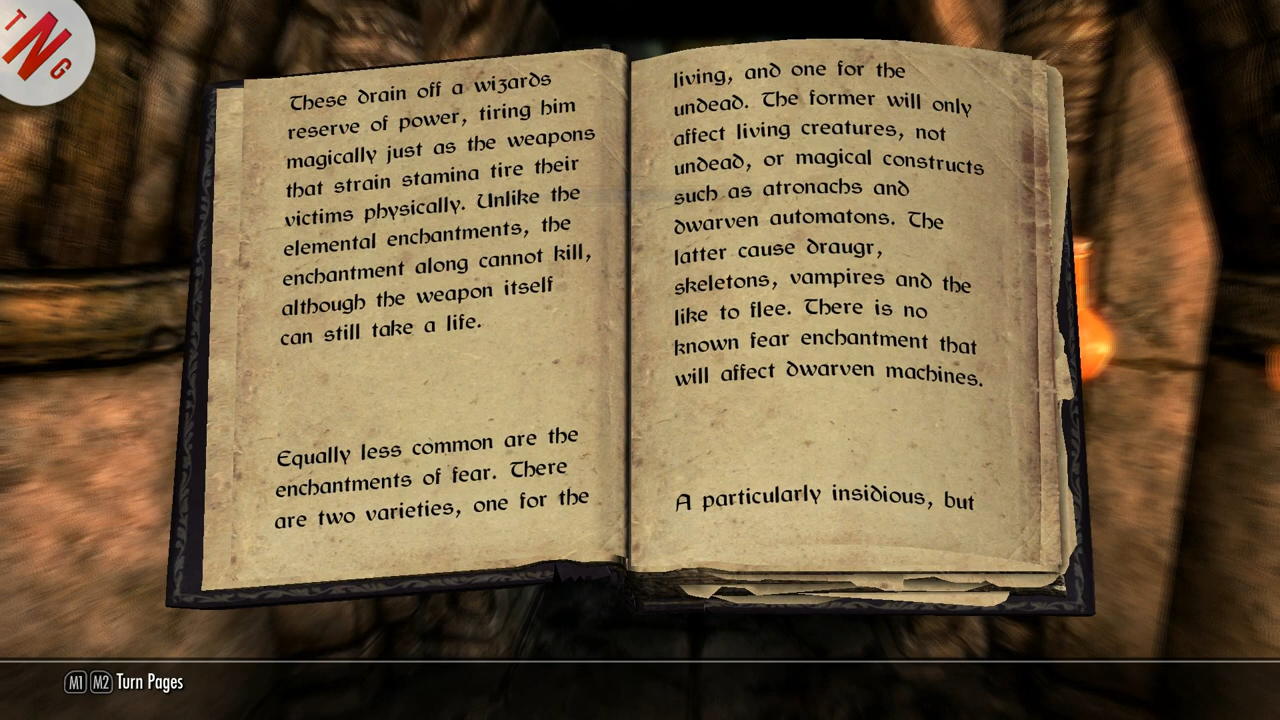 TNG
These drain off a wizards
reserve of power, tiring him
magically just as the weapons
that strain stamina tire their
victims physically. Unlike the
elemental enchantments, the
enchantment along cannot kill,
although the weapon itself
can still take a life.
Equally less common are the
enchantments of fear. There
are two varieties, one for the
living, and one for the
undead. The former will only
affect living creatures, not
undead, or magical constructs
such as atronachs and
dwarven automatons. The
latter cause draugr,
skeletons, vampires and the
like to flee. There is no
known fear enchantment that
will affect dwarven machines.
A particularly insidious, but
M1 M2 Turn Pages